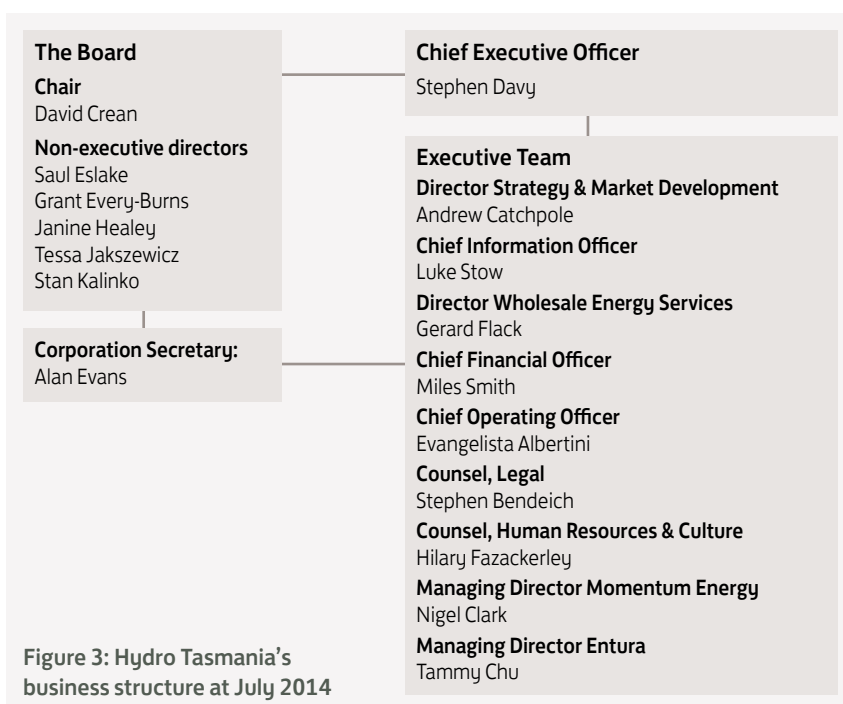 The Board
Chair
David Crean
Non-executive directors
Saul Eslake
Grant Every-Burns
Janine Healey
Tessa Jakszewicz
Stan Kalinko
Corporation Secretary:
Alan Evans
Chief Executive Officer
Stephen Davy
Executive Team
Director Strategy & Market Development
Andrew Catchpole
Chief Information Officer
Luke Stow
Director Wholesale Energy Services
Gerard Flack
Chief Financial Officer
Miles Smith
Chief Operating Officer
Evangelista Albertini
Counsel, Legal
Stephen Bendeich
Counsel, Human Resources & Culture
Hilary Fazackerley
Managing Director Momentum Energy
Nigel Clark
Managing Director Entura
Tammy Chu
Figure 3: Hydro Tasmania’s
business structure at July 2014